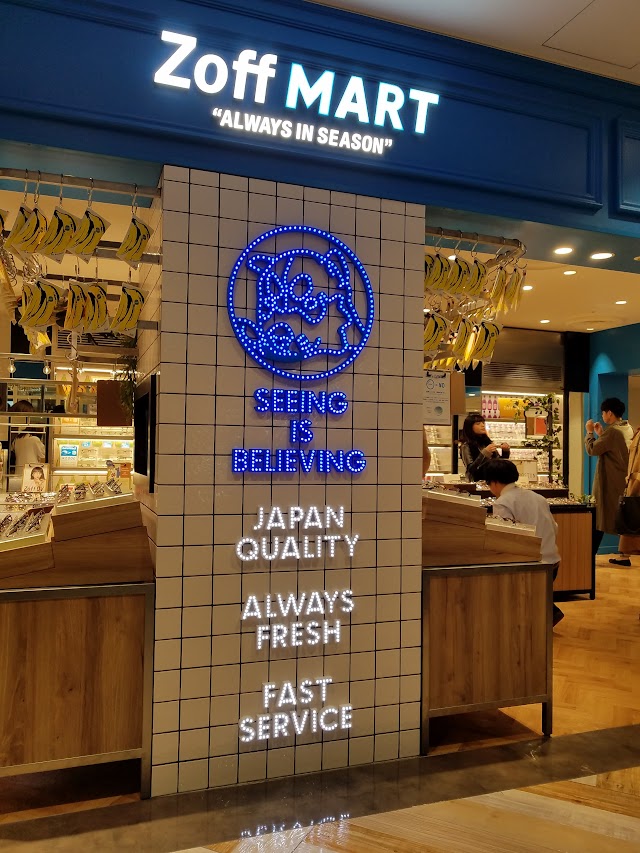 Zoff MART
“ALWAYS IN SEASON”
SEEING
IS
BELIEVING
JAPAN
QUALITY
ALWAYS
FRESH
FAST
SERVICE